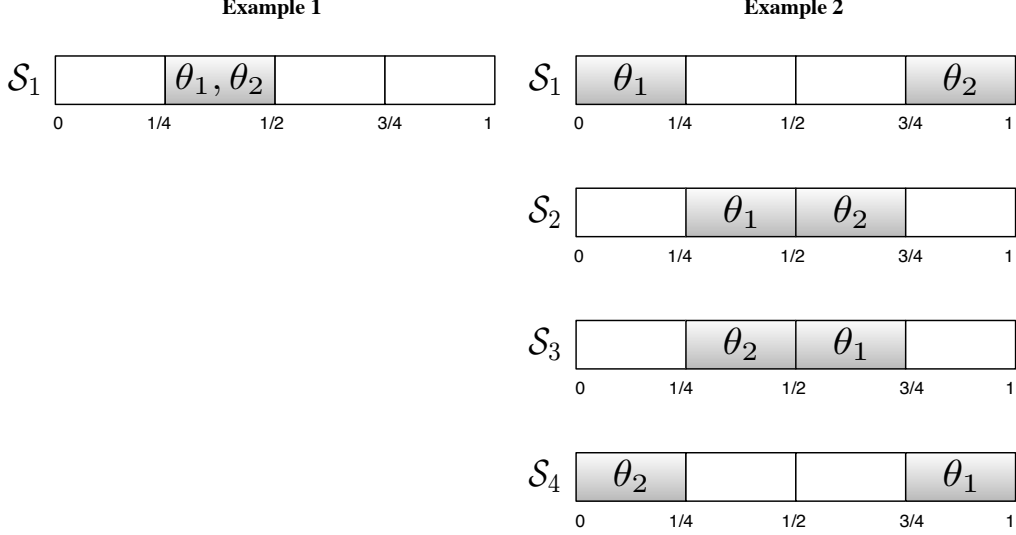 Example 1 Example 2
𝒮₁ θ₁, θ₂ 𝒮₁ θ₁ θ₂
0 1/4 1/2 3/4 1 0 1/4 1/2 3/4 1
𝒮₂ θ₁ θ₂
0 1/4 1/2 3/4 1
𝒮₃ θ₂ θ₁
0 1/4 1/2 3/4 1
𝒮₄ θ₂ θ₁
0 1/4 1/2 3/4 1